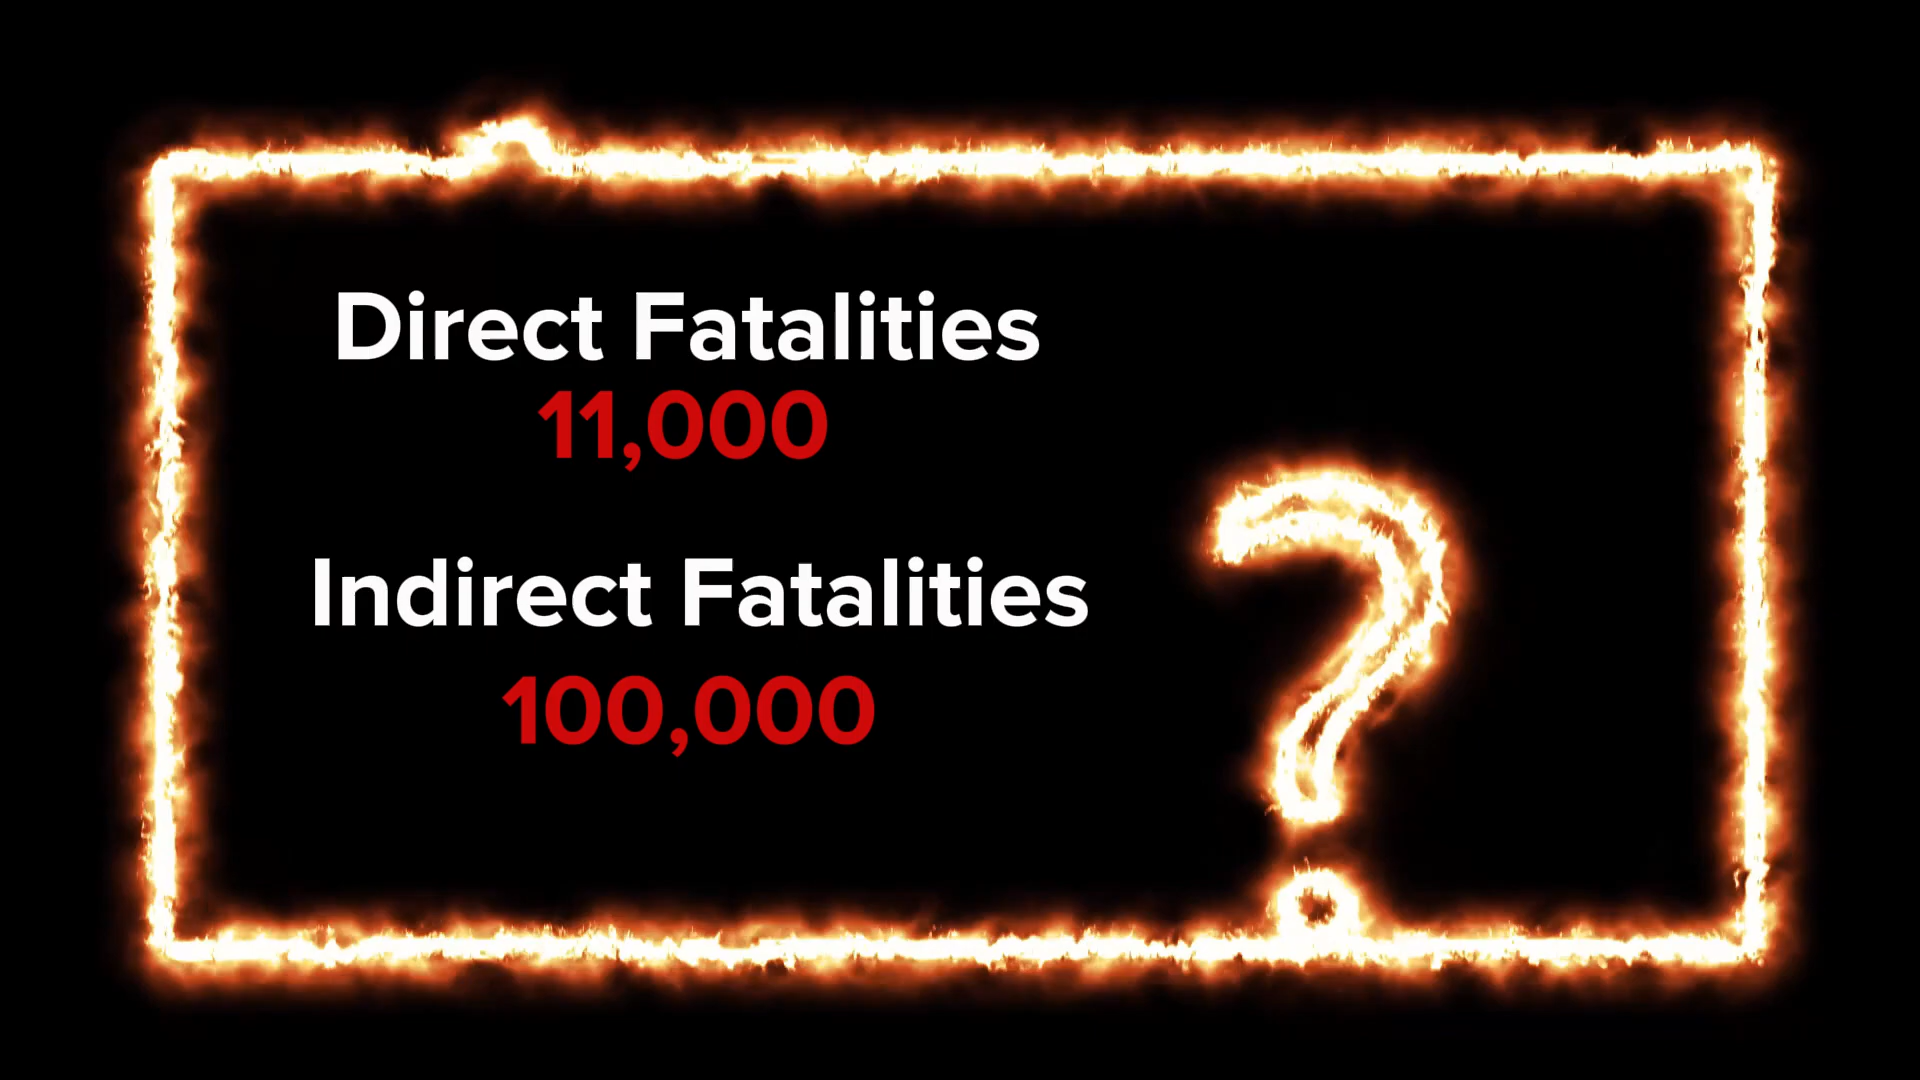 Direct Fatalities
11,000
Indirect Fatalities
100,000
?